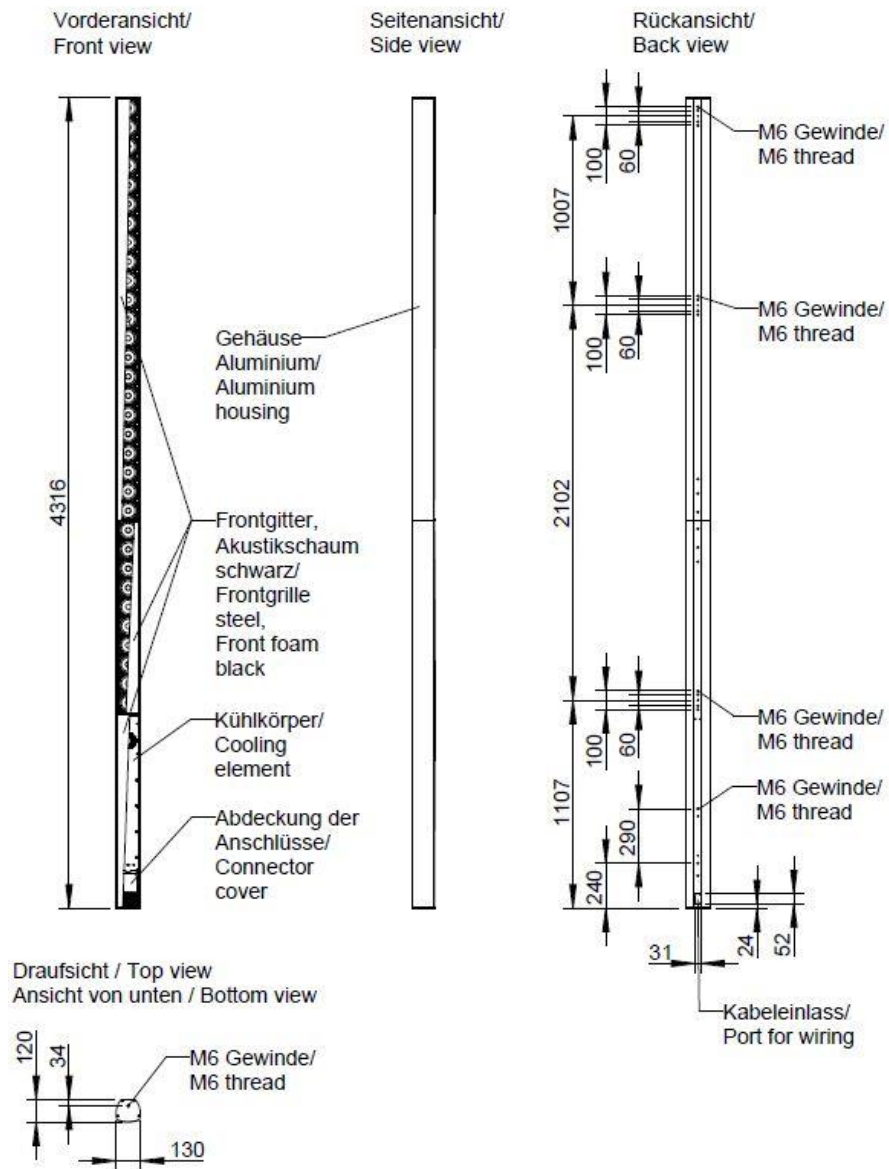 Vorderansicht/
Front view
Seitenansicht/
Side view
Rückansicht/
Back view
4316
Gehäuse
Aluminium/
Aluminium
housing
Frontgitter,
Akustikschaum
schwarz/
Frontgrille
steel,
Front foam
black
Kühlkörper/
Cooling
element
Abdeckung der
Anschlüsse/
Connector
cover
1007
100
60
M6 Gewinde/
M6 thread
100
60
M6 Gewinde/
M6 thread
2102
100
60
M6 Gewinde/
M6 thread
1107
M6 Gewinde/
M6 thread
290
240
31
24
52
Kabeleinlass/
Port for wiring
Draufsicht / Top view
Ansicht von unten / Bottom view
120
34
M6 Gewinde/
M6 thread
130